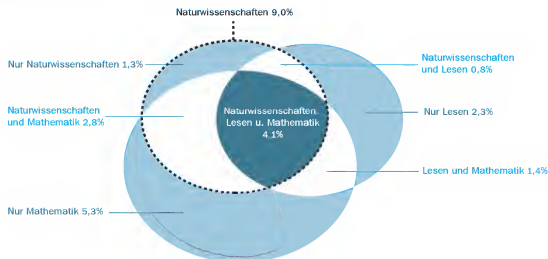 Naturwissenschaften 9,0%
Nur Naturwissenschaften 1,3%
Naturwissenschaften
und Lesen 0,8%
Naturwissenschaften
und Mathematik 2,8%
Naturwissenschaften,
Lesen u. Mathematik
4,1%
Nur Lesen 2,3%
Lesen und Mathematik 1,4%
Nur Mathematik 5,3%